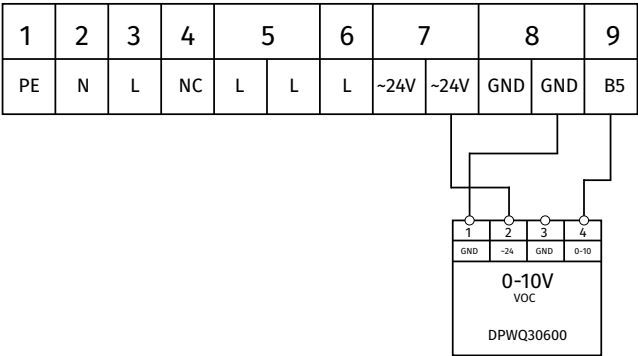 1 2 3 4 5 6 7 8 9
PE N L NC L L L ~24V ~24V GND GND B5
1 2 3 4
GND ~24 GND 0-10
0-10V
VOC
DPWQ30600